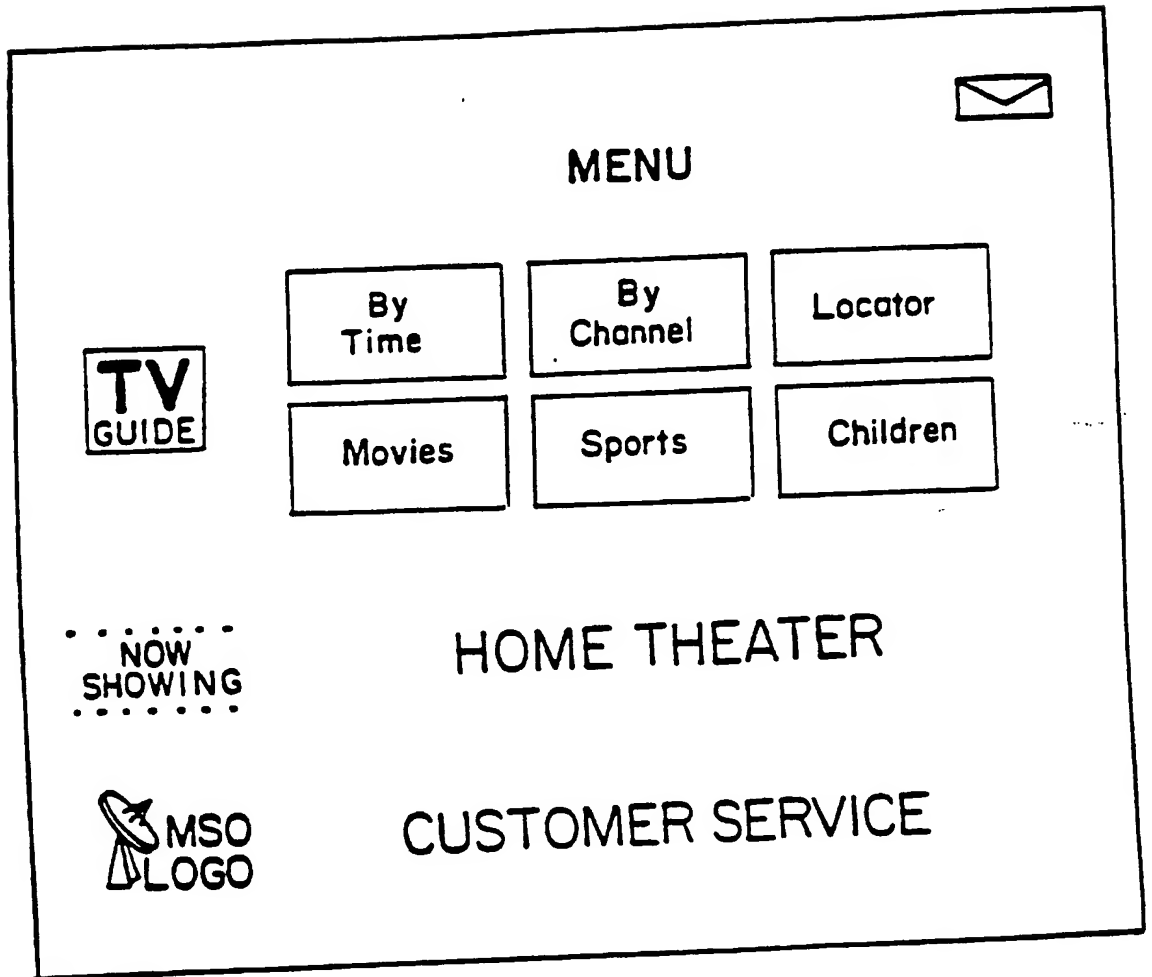 MENU
By
Time
By
Channel
Locator
TV
GUIDE
Movies
Sports
Children
NOW
SHOWING
HOME THEATER
MSO
LOGO
CUSTOMER SERVICE